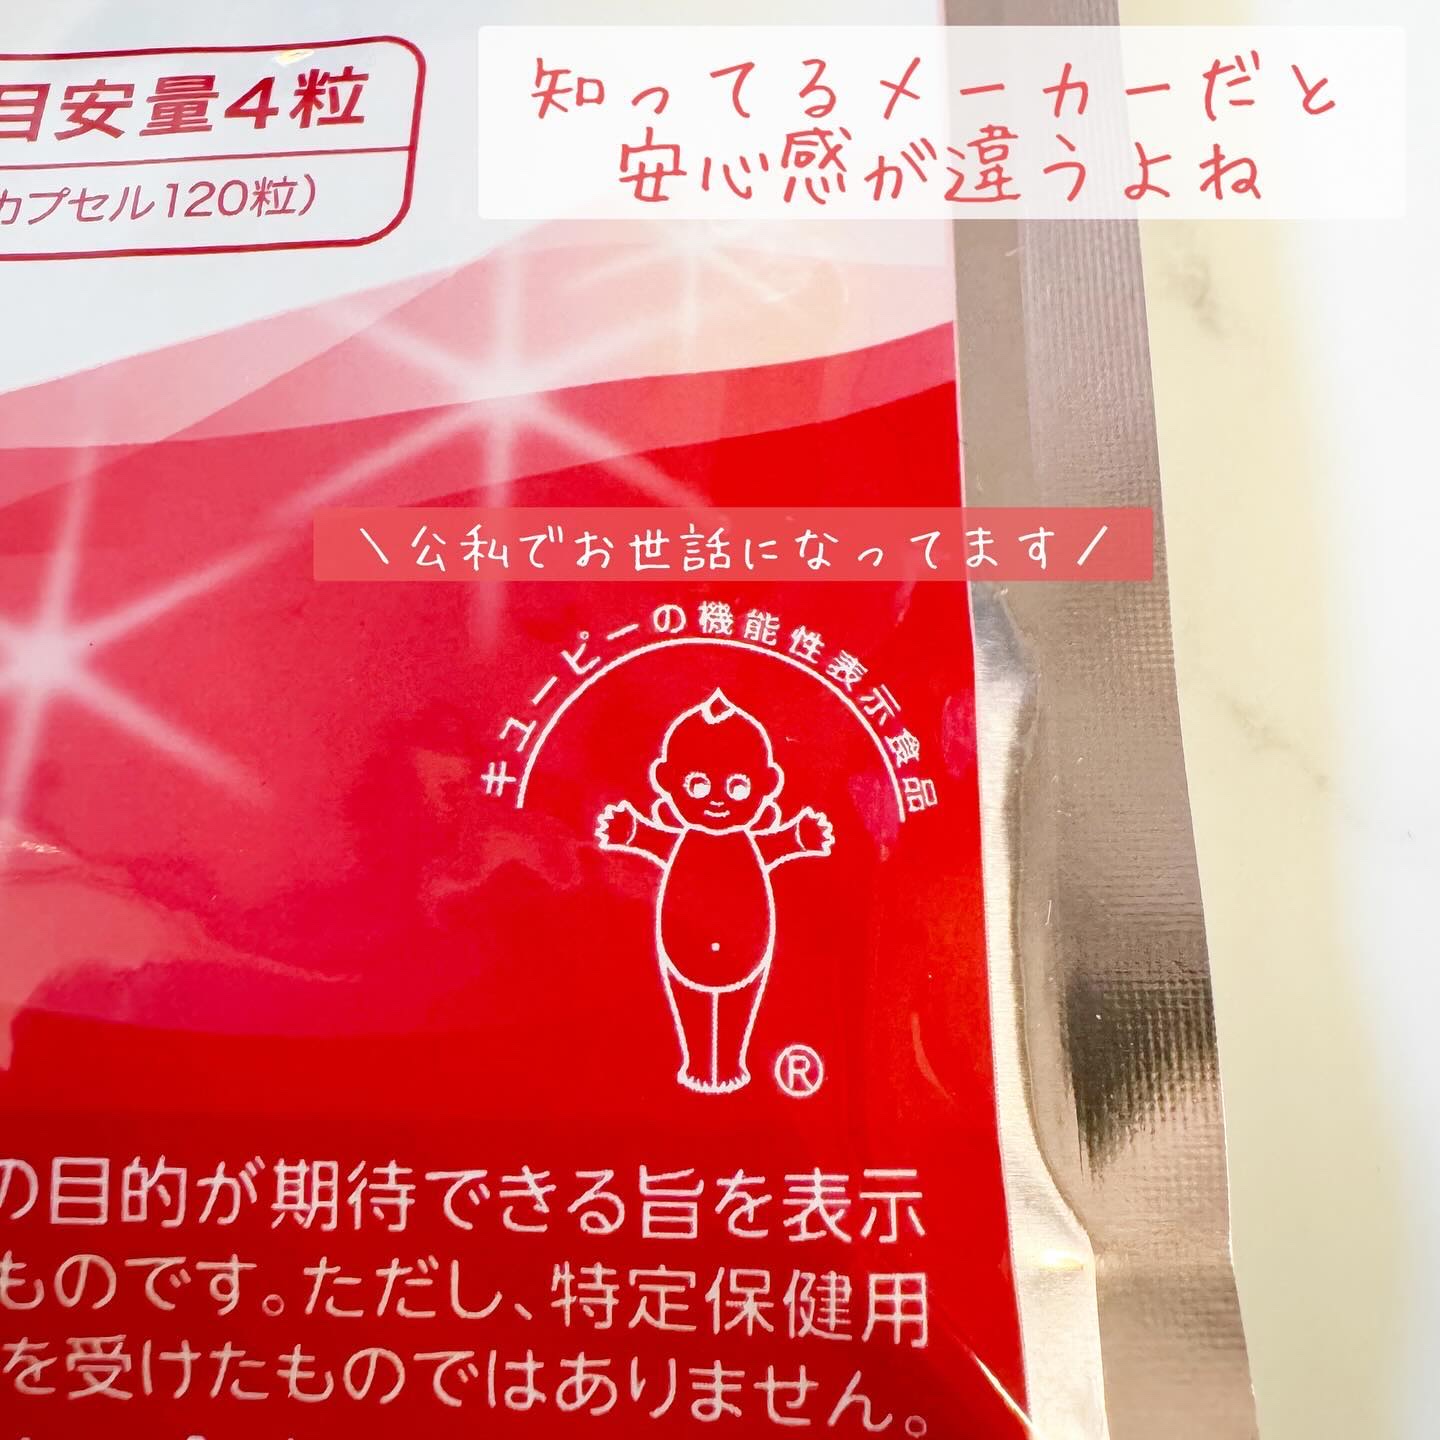 目安量4粒
カプセル120粒）
知ってるメーカーだと
安心感が違うよね
\公私でお世話になってます/
キユーピーの機能性表示食品
®
の目的が期待できる旨を表示
ものです。ただし、特定保健用
を受けたものではありません。